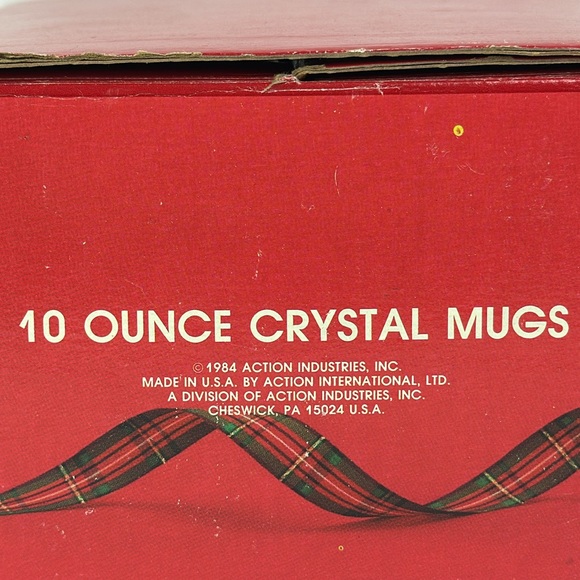 10 OUNCE CRYSTAL MUGS
© 1984 ACTION INDUSTRIES, INC.
MADE IN U.S.A. BY ACTION INTERNATIONAL, LTD.
A DIVISION OF ACTION INDUSTRIES, INC.
CHESWICK, PA 15024 U.S.A.